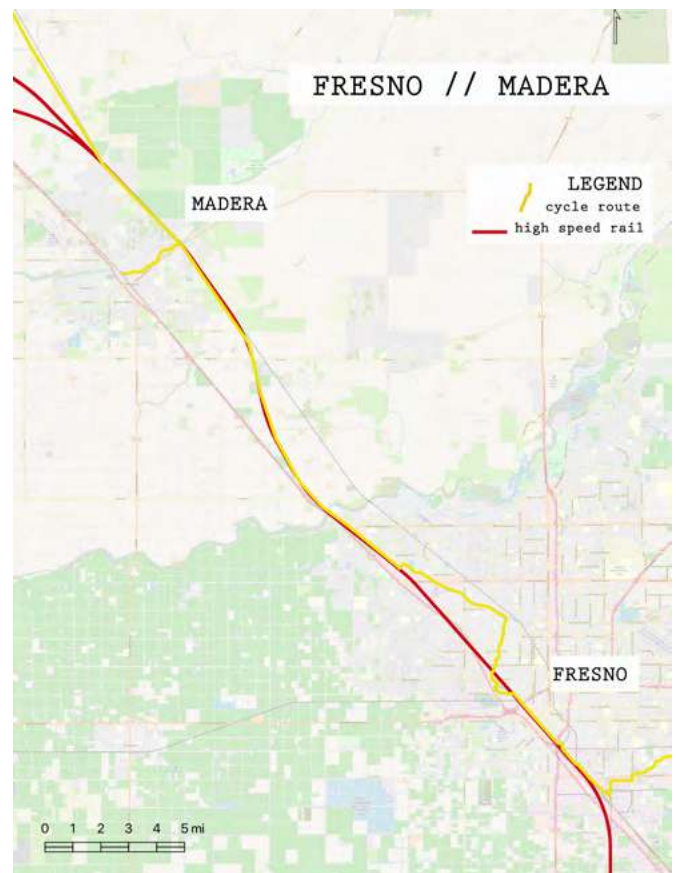 FRESNO // MADERA
LEGEND
cycle route
high speed rail
MADERA
FRESNO
0 1 2 3 4 5 mi